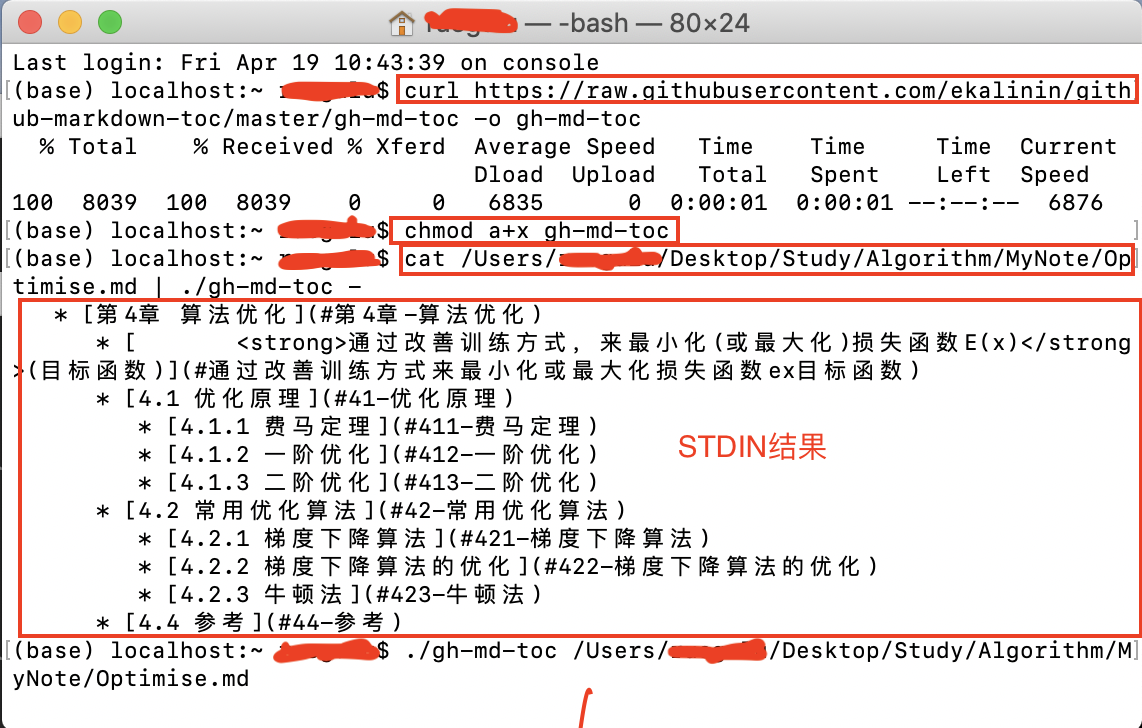 — -bash — 80×24
Last login: Fri Apr 19 10:43:39 on console
[(base) localhost:~ $ curl https://raw.githubusercontent.com/ekalinin/gith
ub-markdown-toc/master/gh-md-toc -o gh-md-toc
% Total % Received % Xferd Average Speed Time Time Time Current
Dload Upload Total Spent Left Speed
100 8039 100 8039 0 0 6835 0 0:00:01 0:00:01 --:--:-- 6876
[(base) localhost:~ $ chmod a+x gh-md-toc ]
[(base) localhost:~ $ cat /Users/ /Desktop/Study/Algorithm/MyNote/Op]
timise.md | ./gh-md-toc -
* [第4章 算法优化](#第4章-算法优化)
* [ <strong>通过改善训练方式, 来最小化(或最大化)损失函数E(x)</strong
>(目标函数)](#通过改善训练方式来最小化或最大化损失函数ex目标函数)
* [4.1 优化原理](#41-优化原理)
* [4.1.1 费马定理](#411-费马定理)
* [4.1.2 一阶优化](#412-一阶优化)
* [4.1.3 二阶优化](#413-二阶优化)
* [4.2 常用优化算法](#42-常用优化算法)
* [4.2.1 梯度下降算法](#421-梯度下降算法)
* [4.2.2 梯度下降算法的优化](#422-梯度下降算法的优化)
* [4.2.3 牛顿法](#423-牛顿法)
* [4.4 参考](#44-参考)
STDIN结果
[(base) localhost:~ $ ./gh-md-toc /Users/ /Desktop/Study/Algorithm/M]
yNote/Optimise.md